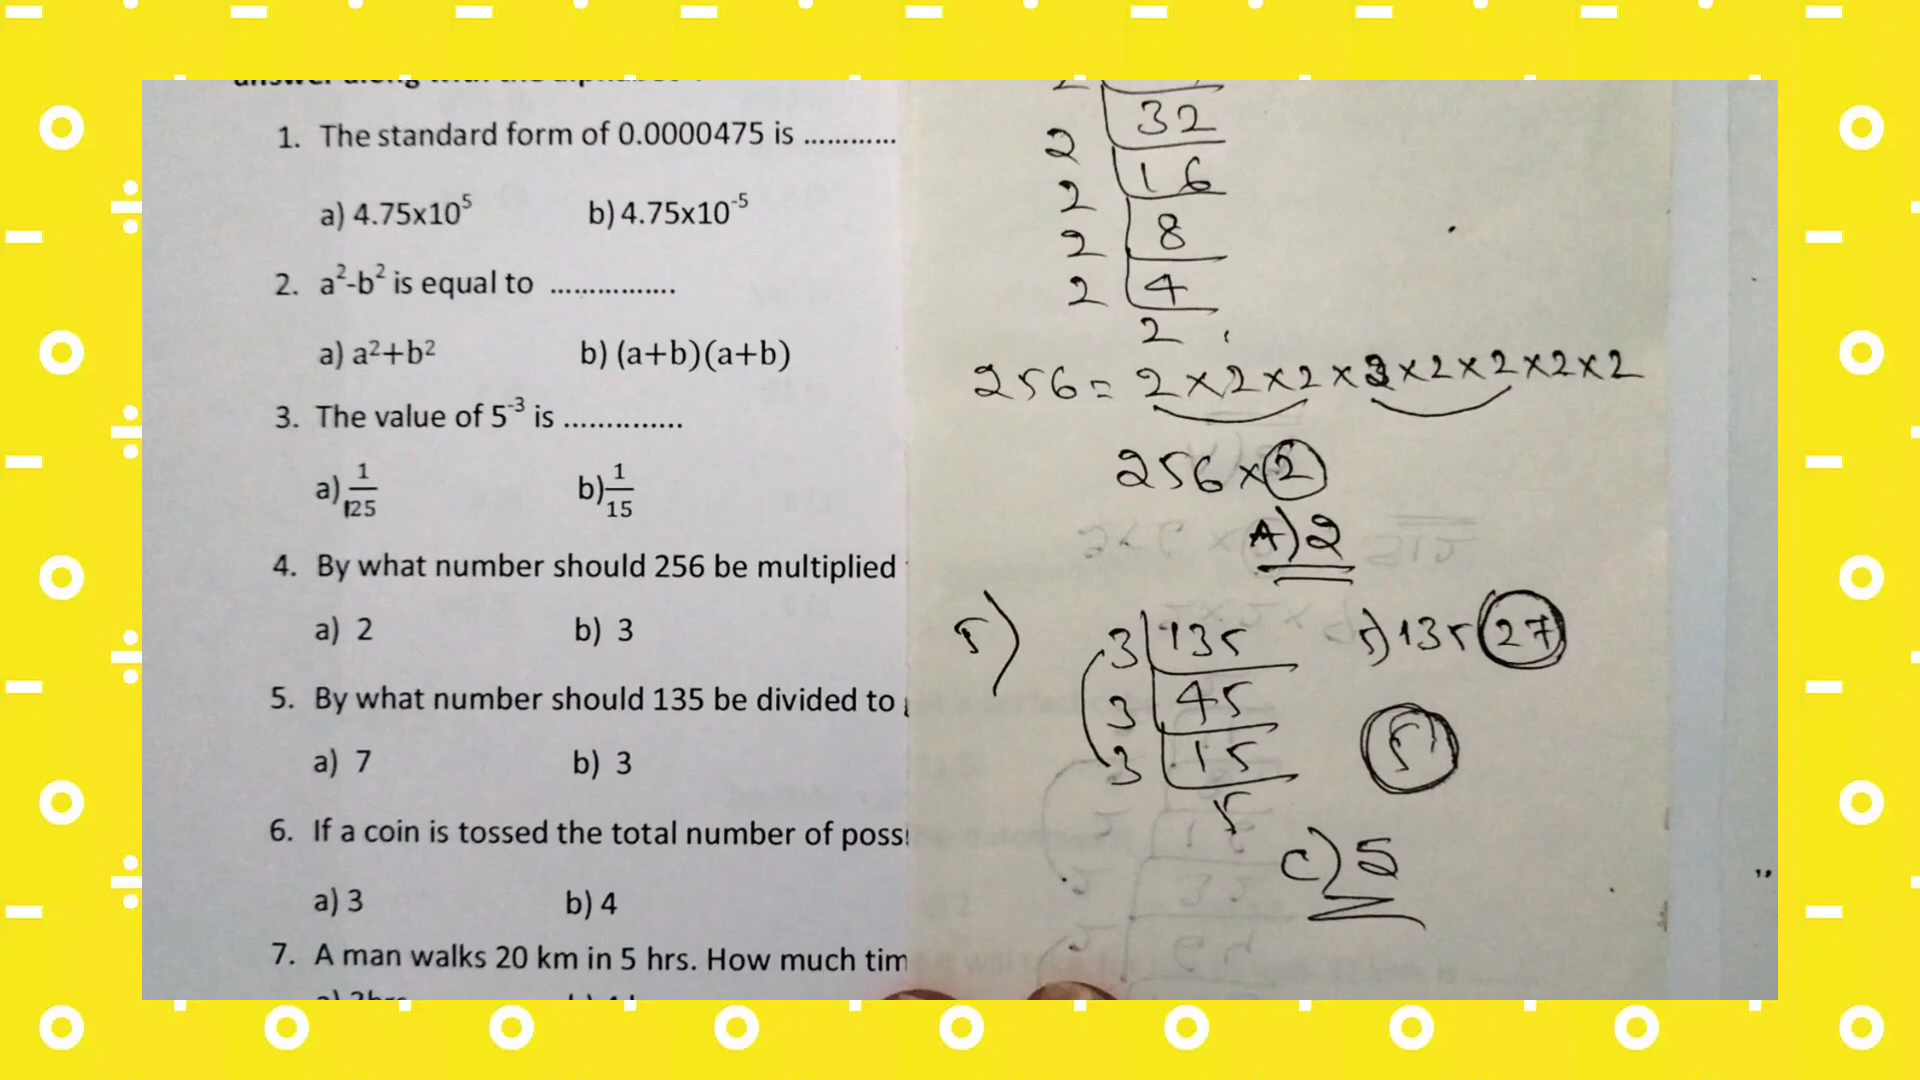 1. The standard form of 0.0000475 is ............
a) 4.75x10⁵ b) 4.75x10⁻⁵
2. a²-b² is equal to ................
a) a²+b² b) (a+b)(a+b)
3. The value of 5⁻³ is ..............
a) 1/125 b) 1/15
4. By what number should 256 be multiplied
a) 2 b) 3
5. By what number should 135 be divided to
a) 7 b) 3
6. If a coin is tossed the total number of
a) 3 b) 4
7. A man walks 20 km in 5 hrs. How much
32
2 16
2 8
2 4
2 2
256 = 2×2×2×2×2×2×2×2
256 × 2
A) 2
5) 3 135 5) 135 27
3 45
3 15 5
5
C) 5